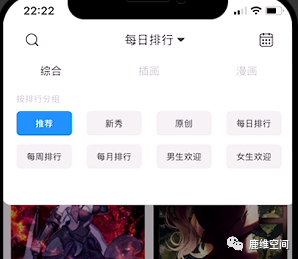 22:22
每日排行
综合 插画 漫画
按排行分组
推荐 新秀 原创 每日排行
每周排行 每月排行 男生欢迎 女生欢迎
鹿维空间